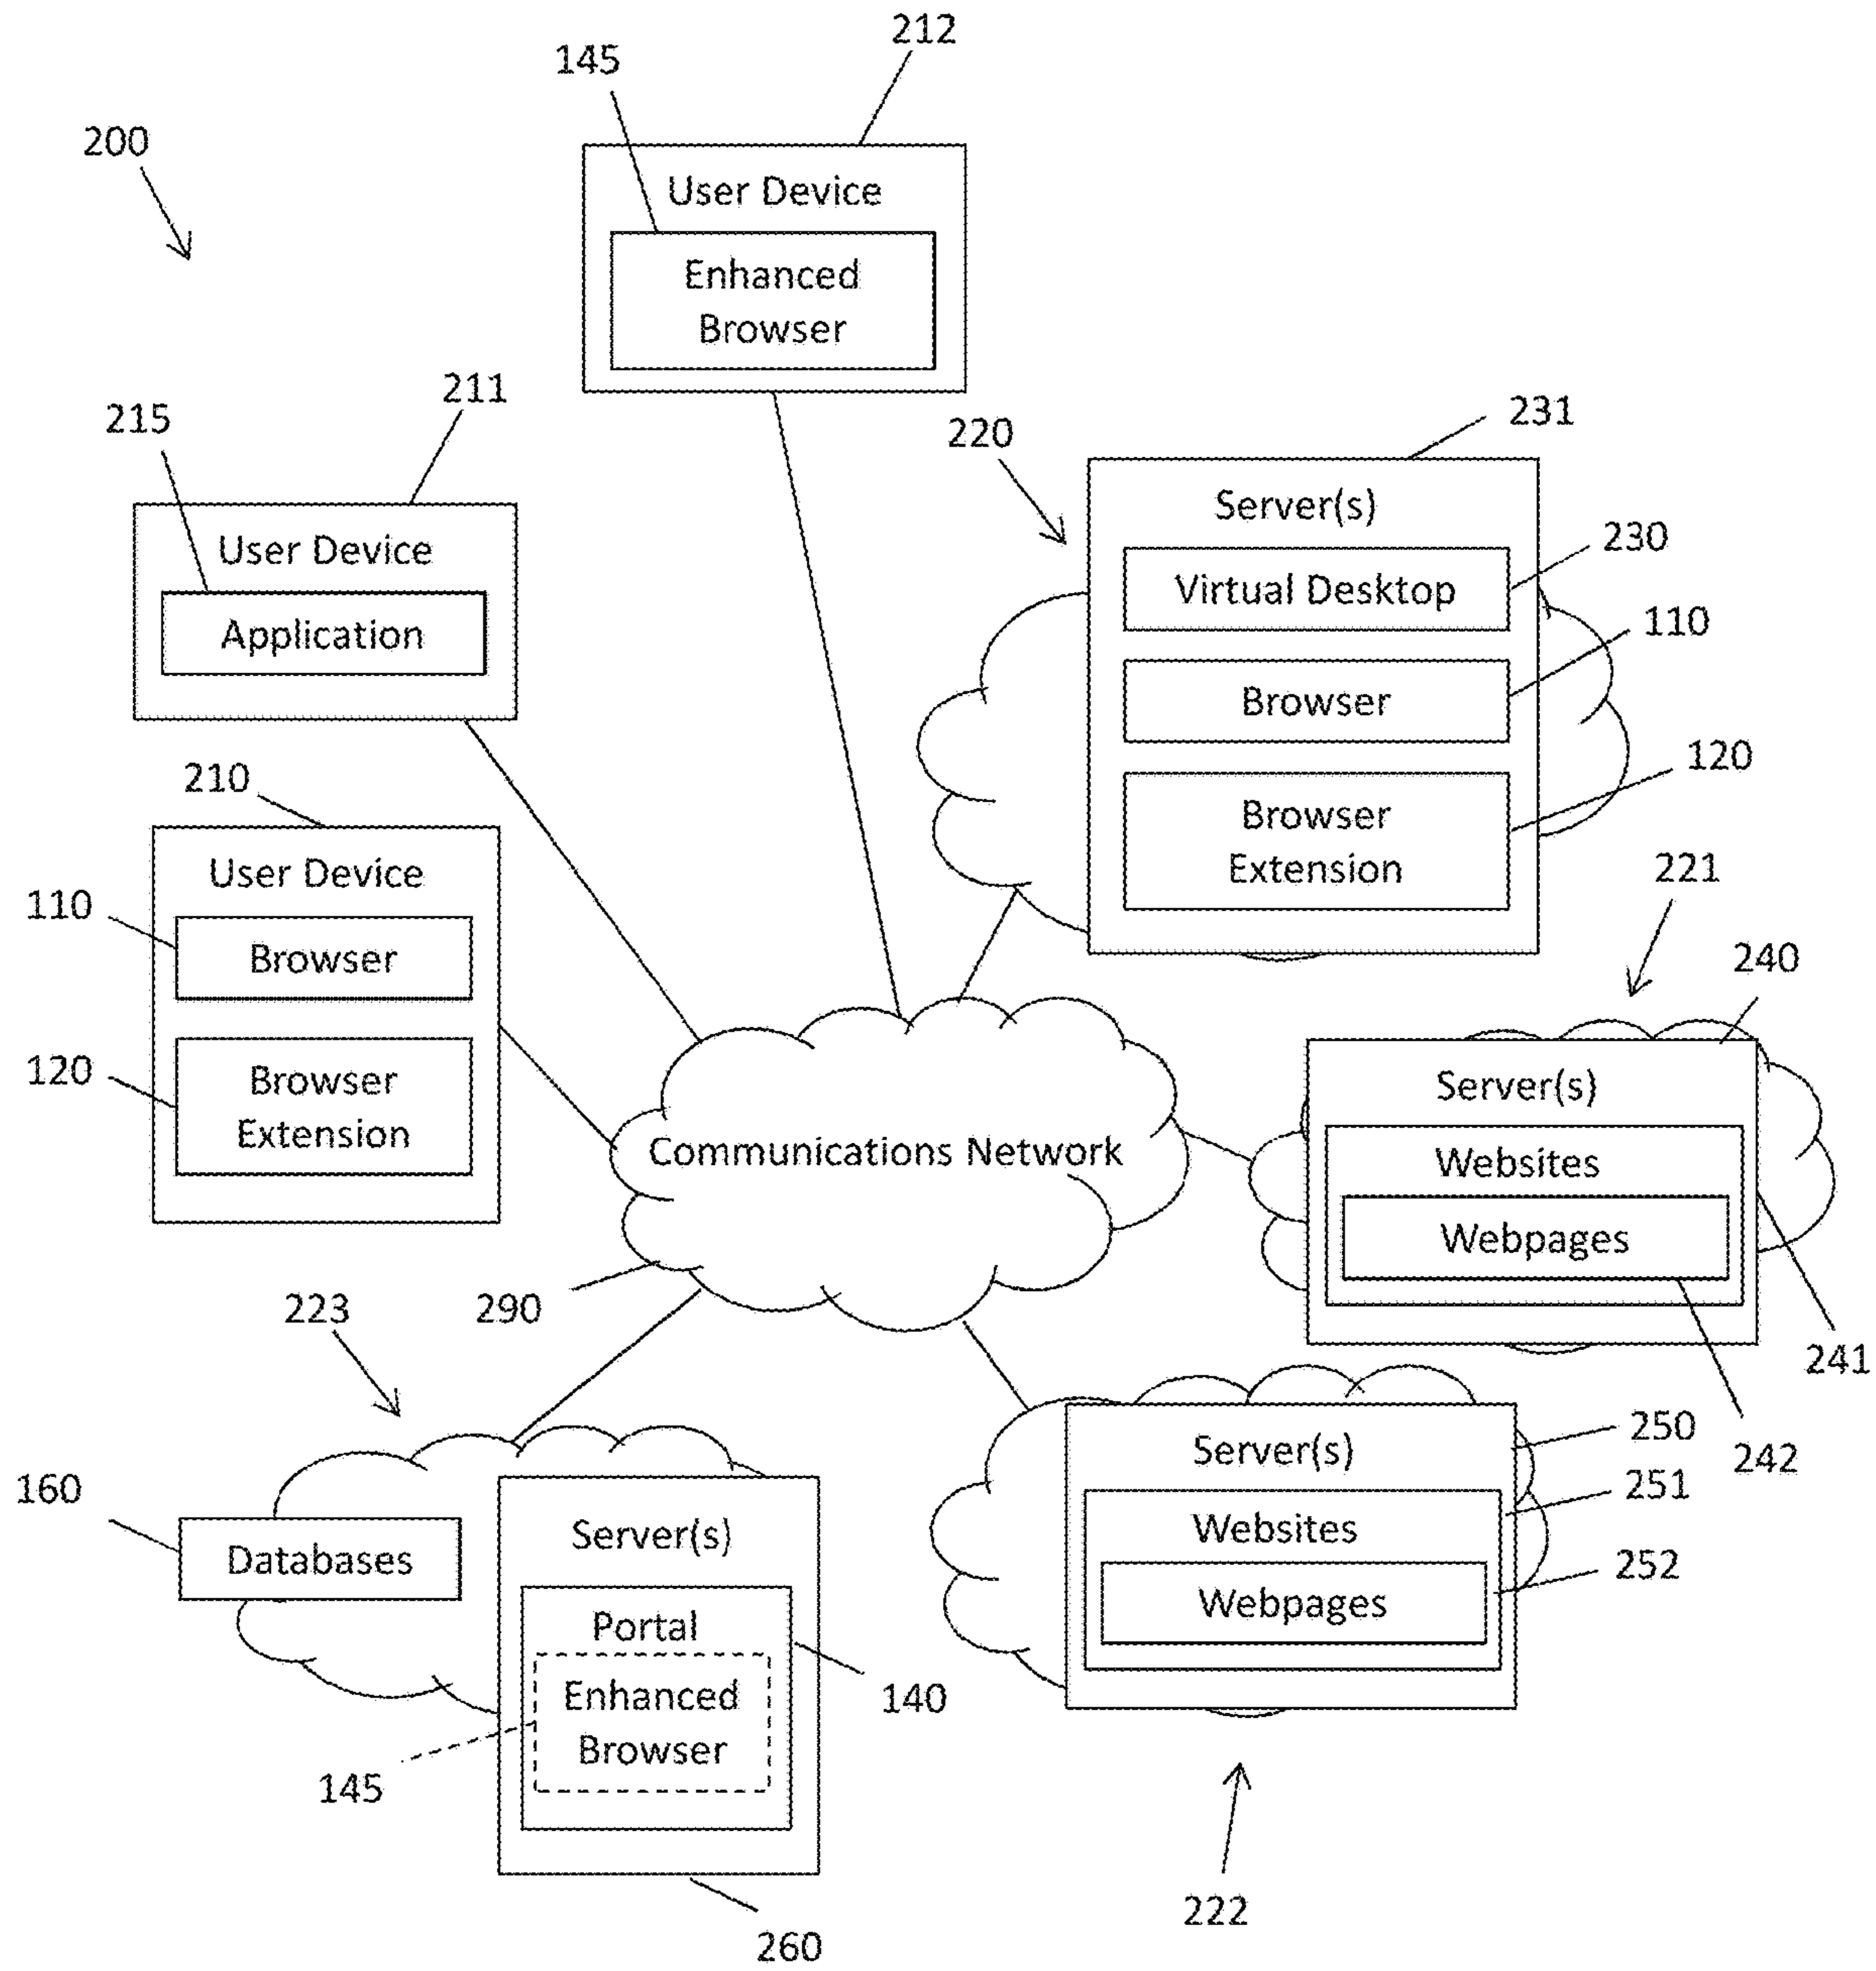 212
145
200
User Device
Enhanced
Browser
211
215
User Device
Application
220
231
Server(s)
230
Virtual Desktop
110
Browser
120
Browser
Extension
210
User Device
110
Browser
120
Browser
Extension
221
240
Server(s)
Websites
Webpages
241
242
Communications Network
290
223
160
Databases
Server(s)
Portal
Enhanced
Browser
140
145
260
250
Server(s)
251
Websites
252
Webpages
222